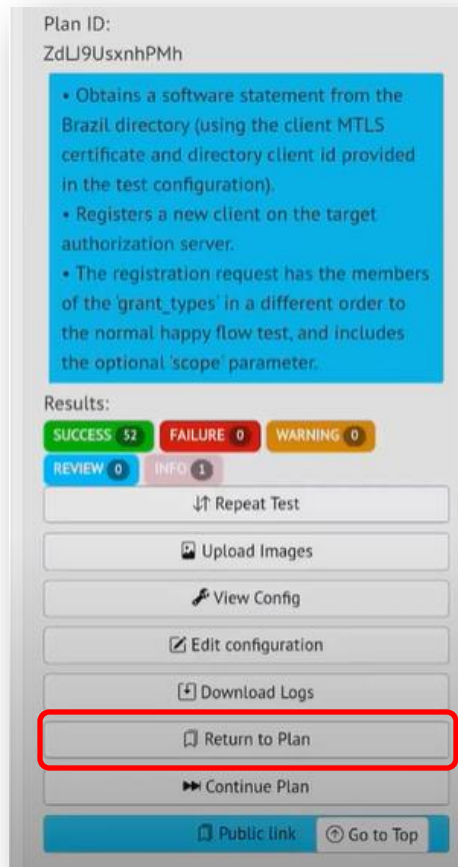 Plan ID:
ZdLJ9UsxnhPMh
• Obtains a software statement from the
Brazil directory (using the client MTLS
certificate and directory client id provided
in the test configuration).
• Registers a new client on the target
authorization server.
• The registration request has the members
of the 'grant_types' in a different order to
the normal happy flow test, and includes
the optional 'scope' parameter.
Results:
SUCCESS 52 FAILURE 0 WARNING 0
REVIEW 0 INFO 1
Repeat Test
Upload Images
View Config
Edit configuration
Download Logs
Return to Plan
Continue Plan
Public link Go to Top